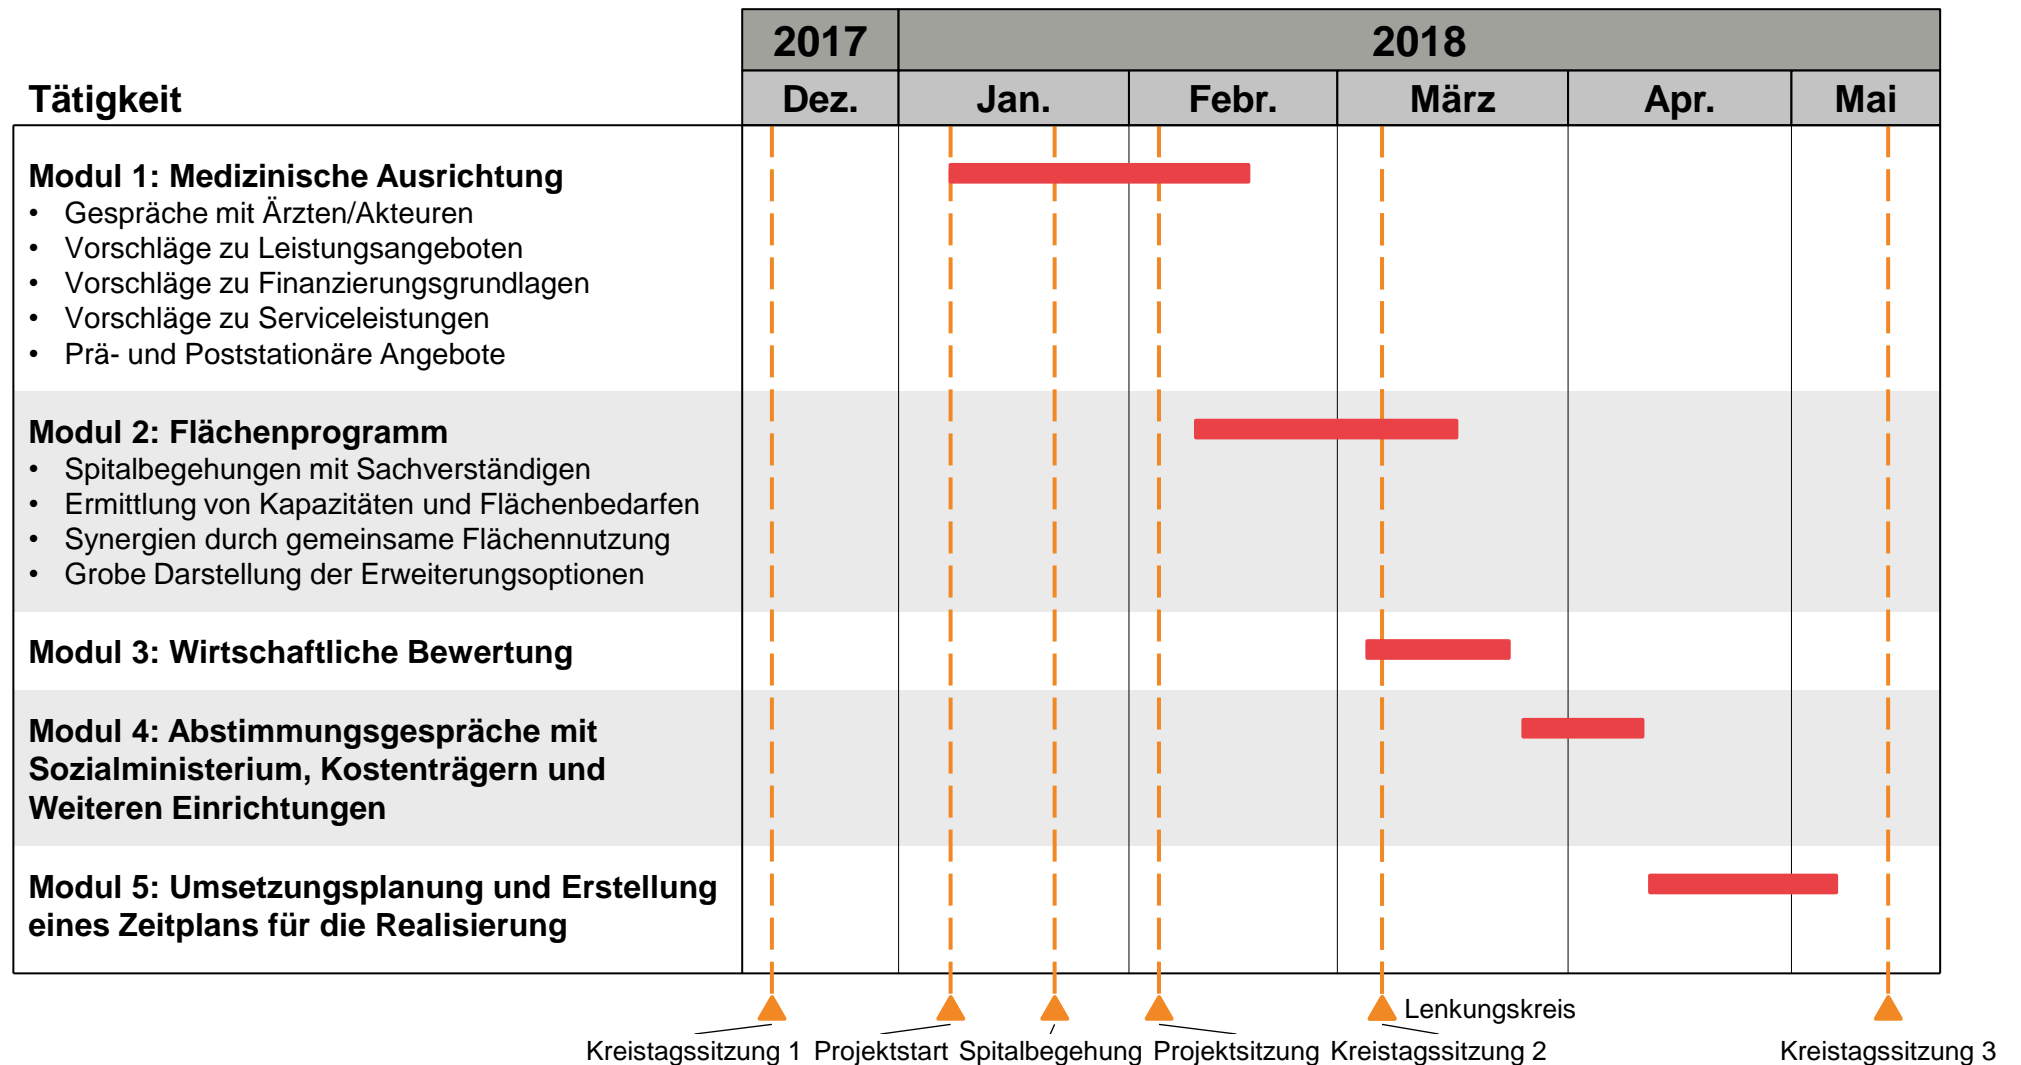 2017
2018
Tätigkeit
Dez.
Jan.
Febr.
März
Apr.
Mai
Modul 1: Medizinische Ausrichtung
• Gespräche mit Ärzten/Akteuren
• Vorschläge zu Leistungsangeboten
• Vorschläge zu Finanzierungsgrundlagen
• Vorschläge zu Serviceleistungen
• Prä- und Poststationäre Angebote
Modul 2: Flächenprogramm
• Spitalbegehungen mit Sachverständigen
• Ermittlung von Kapazitäten und Flächenbedarfen
• Synergien durch gemeinsame Flächennutzung
• Grobe Darstellung der Erweiterungsoptionen
Modul 3: Wirtschaftliche Bewertung
Modul 4: Abstimmungsgespräche mit
Sozialministerium, Kostenträgern und
Weiteren Einrichtungen
Modul 5: Umsetzungsplanung und Erstellung
eines Zeitplans für die Realisierung
Lenkungskreis
Kreistagssitzung 1
Projektstart
Spitalbegehung
Projektsitzung
Kreistagssitzung 2
Kreistagssitzung 3